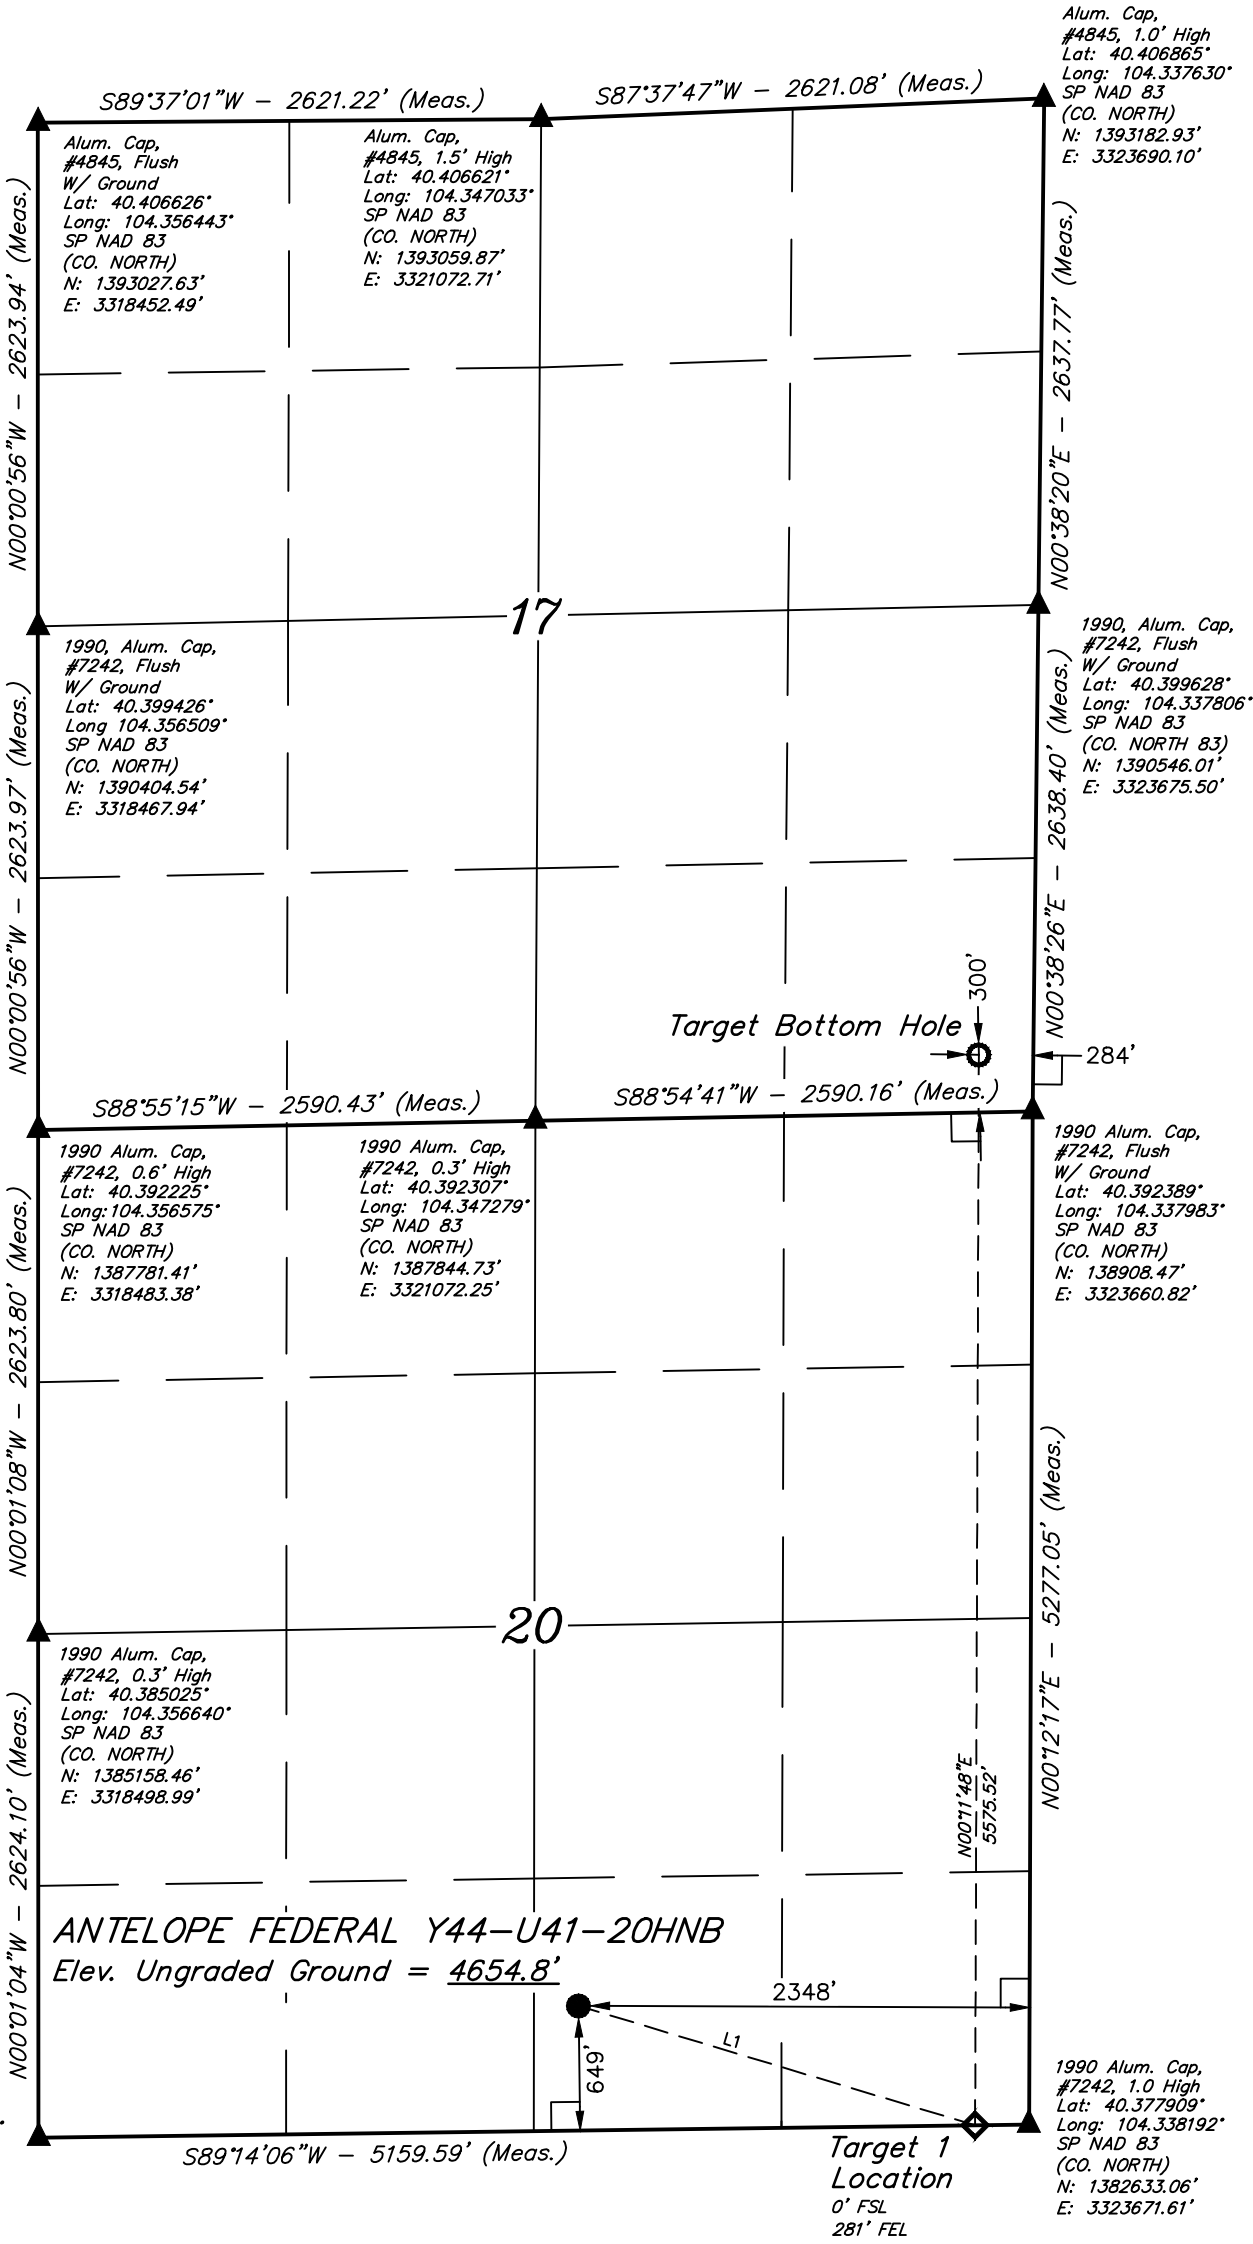 Alum. Cap,
#4845, 1.0' High
Lat: 40.406865°
Long: 104.337630°
SP NAD 83
(CO. NORTH)
N: 1393182.93'
E: 3323690.10'
S89°37'01"W - 2621.22' (Meas.)
S87°37'47"W - 2621.08' (Meas.)
Alum. Cap,
#4845, Flush
W/ Ground
Lat: 40.406626°
Long: 104.356443°
SP NAD 83
(CO. NORTH)
N: 1393027.63'
E: 3318452.49'
Alum. Cap,
#4845, 1.5' High
Lat: 40.406621°
Long: 104.347033°
SP NAD 83
(CO. NORTH)
N: 1393059.87'
E: 3321072.71'
N00°00'56"W - 2623.94' (Meas.)
N00°38'20"E - 2637.77' (Meas.)
17
1990, Alum. Cap,
#7242, Flush
W/ Ground
Lat: 40.399426°
Long 104.356509°
SP NAD 83
(CO. NORTH)
N: 1390404.54'
E: 3318467.94'
1990, Alum. Cap,
#7242, Flush
W/ Ground
Lat: 40.399628°
Long: 104.337806°
SP NAD 83
(CO. NORTH 83)
N: 1390546.01'
E: 3323675.50'
N00°00'56"W - 2623.97' (Meas.)
N00°38'26"E - 2638.40' (Meas.)
300'
Target Bottom Hole
284'
S88°55'15"W - 2590.43' (Meas.)
S88°54'41"W - 2590.16' (Meas.)
1990 Alum. Cap,
#7242, 0.6' High
Lat: 40.392225°
Long:104.356575°
SP NAD 83
(CO. NORTH)
N: 1387781.41'
E: 3318483.38'
1990 Alum. Cap,
#7242, 0.3' High
Lat: 40.392307°
Long: 104.347279°
SP NAD 83
(CO. NORTH)
N: 1387844.73'
E: 3321072.25'
1990 Alum. Cap,
#7242, Flush
W/ Ground
Lat: 40.392389°
Long: 104.337983°
SP NAD 83
(CO. NORTH)
N: 138908.47'
E: 3323660.82'
N00°01'08"W - 2623.80' (Meas.)
N00°12'17"E - 5277.05' (Meas.)
20
1990 Alum. Cap,
#7242, 0.3' High
Lat: 40.385025°
Long: 104.356640°
SP NAD 83
(CO. NORTH)
N: 1385158.46'
E: 3318498.99'
N00°01'04"W - 2624.10' (Meas.)
N00°11'48"E
5575.52'
ANTELOPE FEDERAL Y44-U41-20HNB
Elev. Ungraded Ground = 4654.8'
2348'
L1
649'
S89°14'06"W - 5159.59' (Meas.)
Target 1
Location
0' FSL
281' FEL
1990 Alum. Cap,
#7242, 1.0 High
Lat: 40.377909°
Long: 104.338192°
SP NAD 83
(CO. NORTH)
N: 1382633.06'
E: 3323671.61'